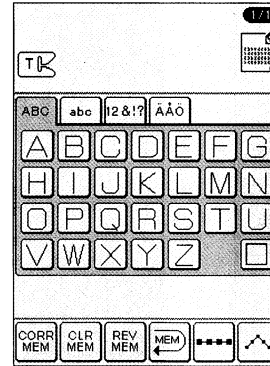 1/1
T
ABC abc 12&!? ÄÅÖ
A B C D E F G
H I J K L M N
O P Q R S T U
V W X Y Z
CORR MEM CLR MEM REV MEM MEM